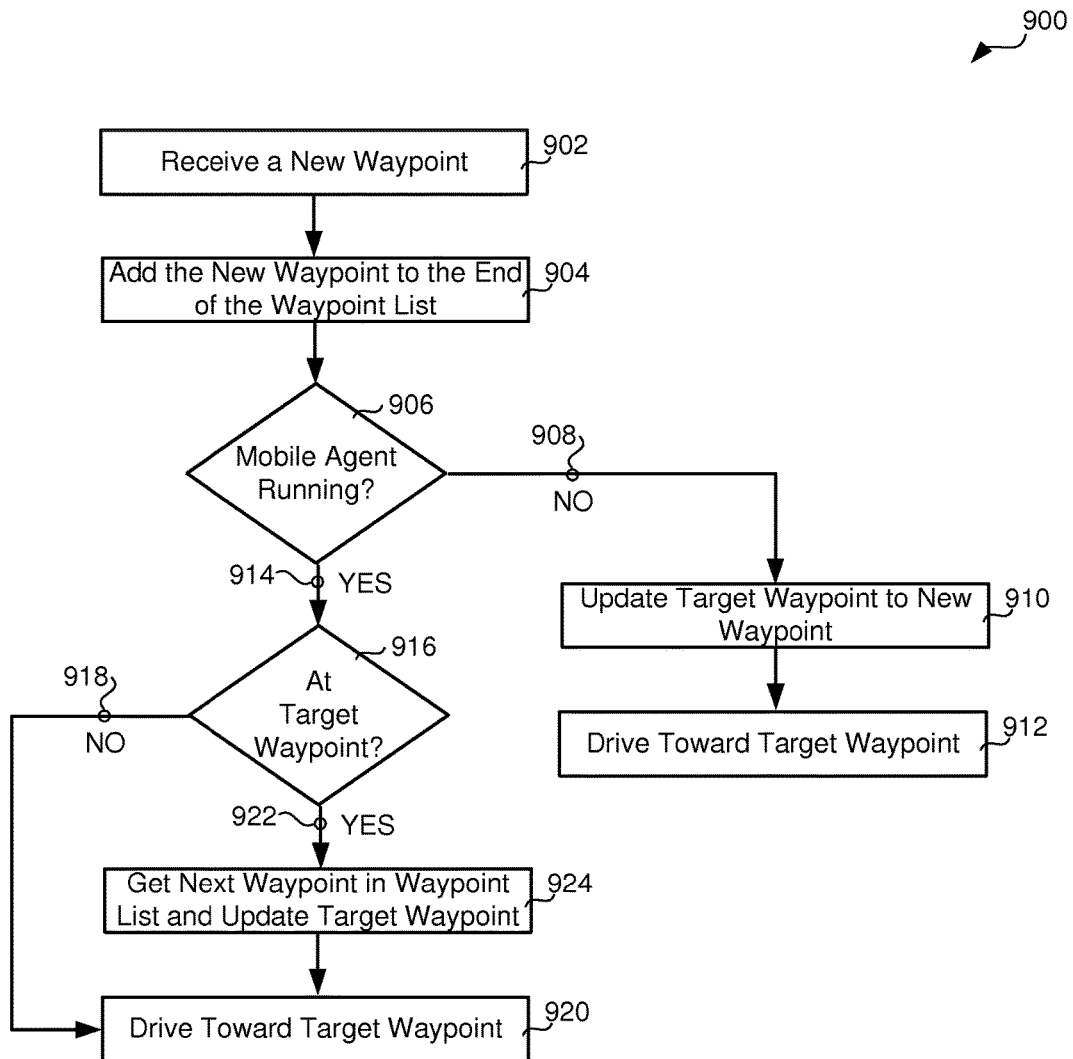 900
Receive a New Waypoint
902
Add the New Waypoint to the End
of the Waypoint List
904
906
Mobile Agent
Running?
908
NO
914
YES
Update Target Waypoint to New
Waypoint
910
916
At
Target
Waypoint?
918
NO
Drive Toward Target Waypoint
912
922
YES
Get Next Waypoint in Waypoint
List and Update Target Waypoint
924
Drive Toward Target Waypoint
920